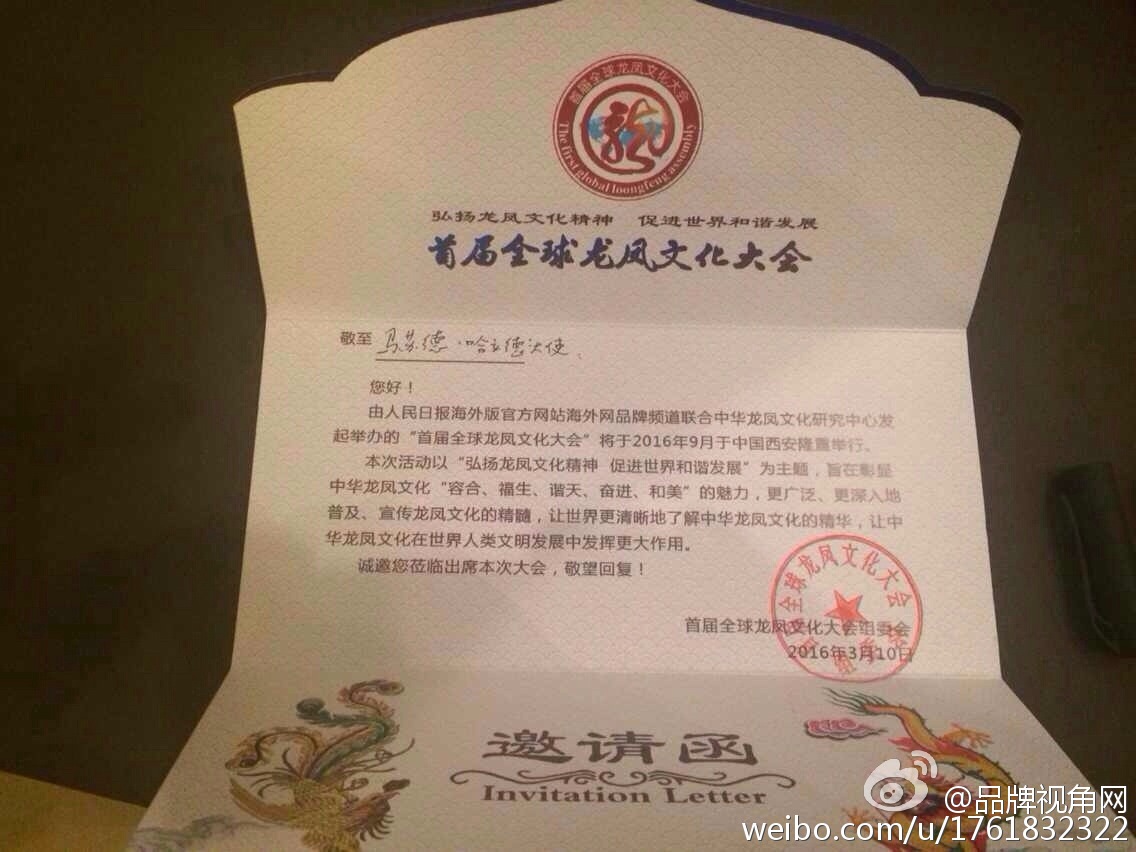 首届全球龙凤文化大会
The first global loongfeng assembly
弘扬龙凤文化精神 促进世界和谐发展
首届全球龙凤文化大会
敬至 马苏德·哈立德大使
您好！
由人民日报海外版官方网站海外网品牌频道联合中华龙凤文化研究中心发
起举办的“首届全球龙凤文化大会”将于2016年9月于中国西安隆重举行。
本次活动以“弘扬龙凤文化精神 促进世界和谐发展”为主题，旨在彰显
中华龙凤文化“容合、福生、谐天、奋进、和美”的魅力，更广泛、更深入地
普及、宣传龙凤文化的精髓，让世界更清晰地了解中华龙凤文化的精华，让中
华龙凤文化在世界人类文明发展中发挥更大作用。
诚邀您莅临出席本次大会，敬望回复！
全球龙凤文化大会
首届全球龙凤文化大会组委会
2016年3月10日
邀请函
Invitation Letter
@品牌视角网
weibo.com/u/1761832322